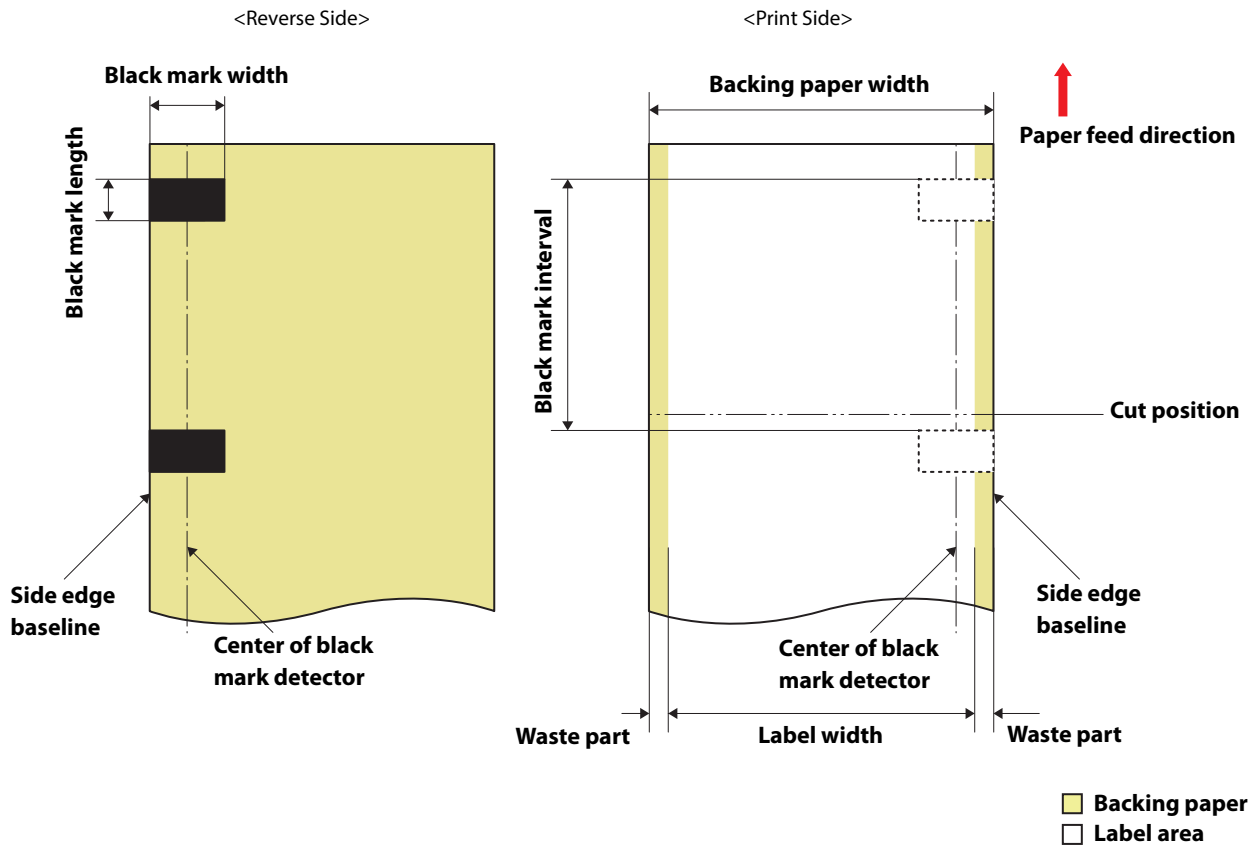 <Reverse Side>
<Print Side>
Black mark width
Backing paper width
Paper feed direction
Black mark length
Black mark interval
Cut position
Side edge
baseline
Center of black
mark detector
Center of black
mark detector
Side edge
baseline
Waste part
Label width
Waste part
Backing paper
Label area